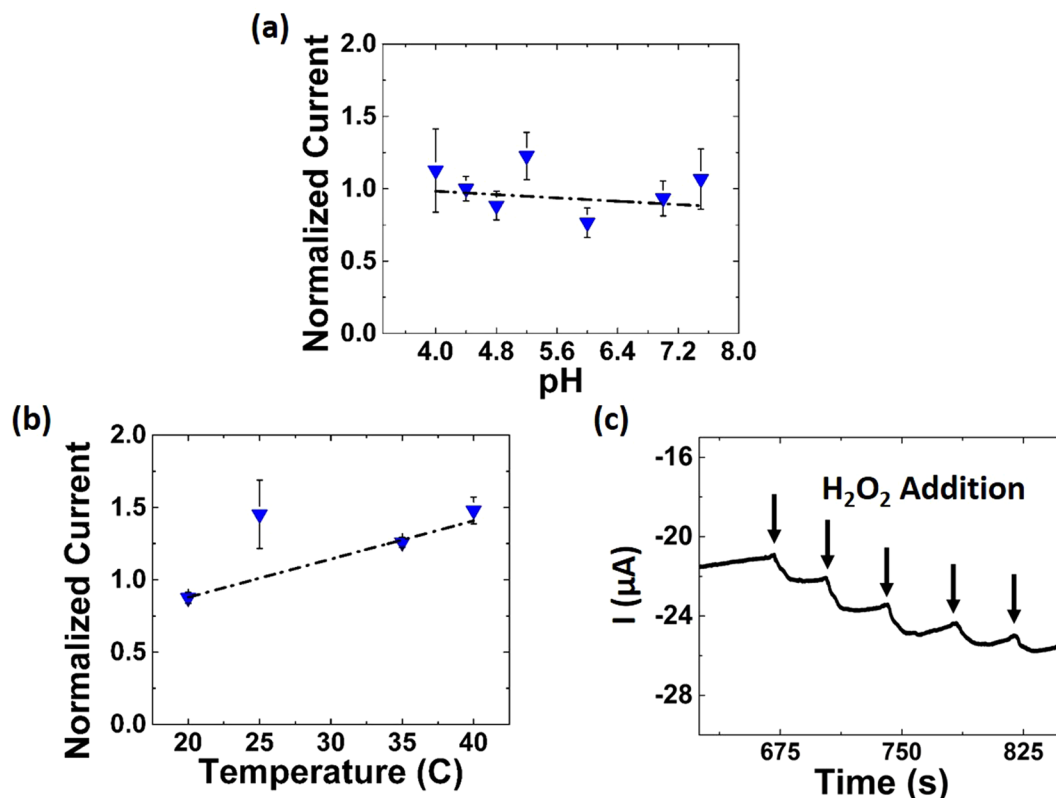 (a)
2.0
1.5
1.0
0.5
0.0
Normalized Current
4.0 4.8 5.6 6.4 7.2 8.0
pH
(b)
2.0
1.5
1.0
0.5
0.0
Normalized Current
20 25 30 35 40
Temperature (C)
(c)
-16
-20
-24
-28
I (µA)
H₂O₂ Addition
675 750 825
Time (s)